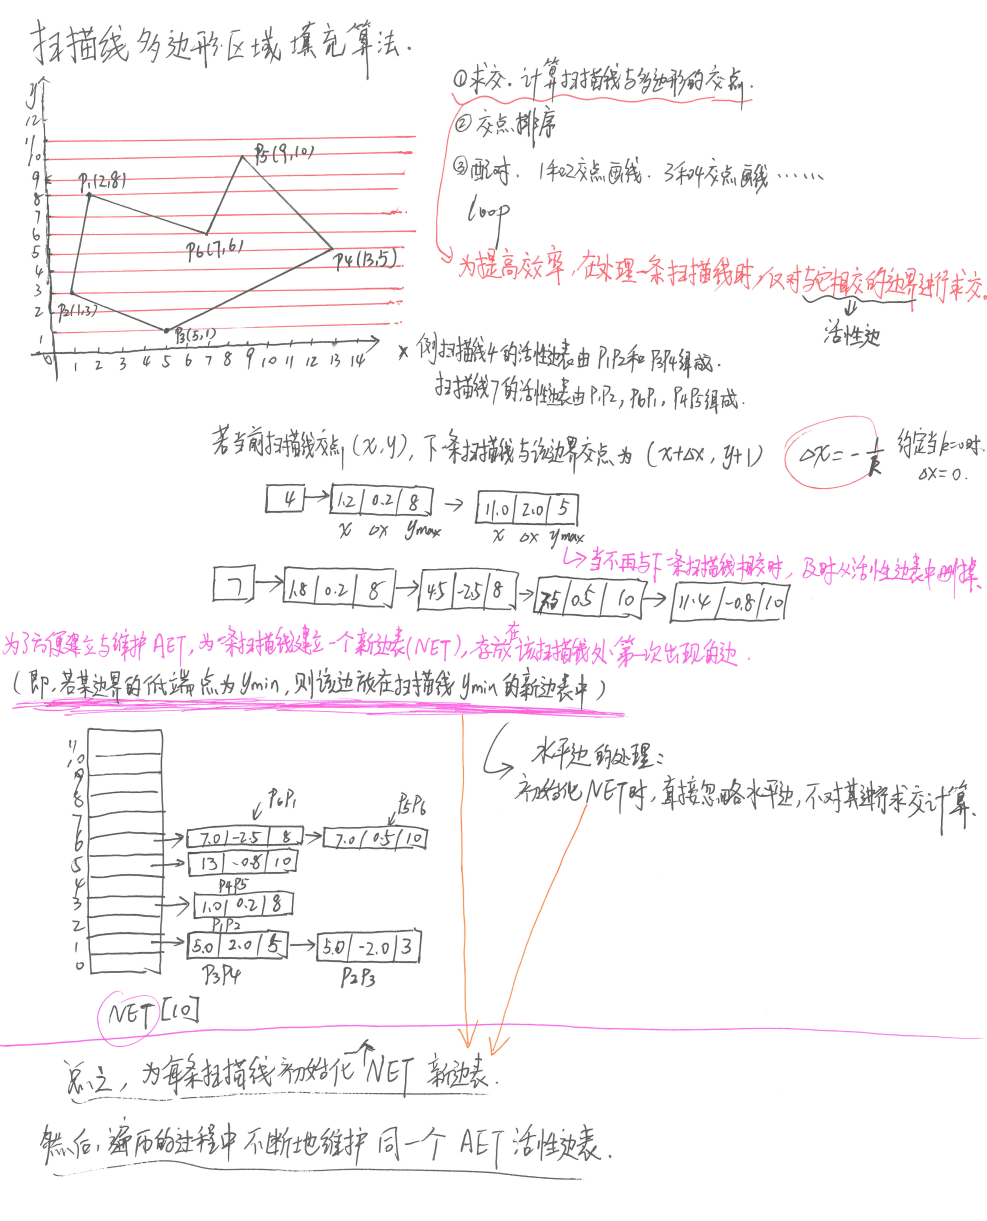 扫描线多边形区域填充算法.
y
12
11
10
9
8
7
6
5
4
3
2
1
0
P1(2,8)
P5(9,10)
P6(7,6)
P4(13,5)
P2(1,3)
P3(5,1)
1 2 3 4 5 6 7 8 9 10 11 12 13 14
x
①求交. 计算扫描线与多边形的交点.
②交点排序
③配对. 1和2交点画线. 3和4交点画线……
loop
为提高效率,在处理一条扫描线时,仅对与它相交的边界进行求交。
活性边
例 扫描线4的活性边表由P1P2和P3P4组成.
扫描线7的活性边表由P1P2, P6P1, P4P5组成.
若当前扫描线交点(x,y),下条扫描线与该边界交点为(x+Δx, y+1)
Δx=-1/k
约定当k=0时.
Δx=0.
4 1.2 0.2 8 11.0 2.0 5
x Δx ymax x Δx ymax
当不再与下一条扫描线相交时,及时从活性边表中删掉.
7 1.8 0.2 8 4.5 -2.5 8 7.5 0.5 10 11.4 -0.8 10
为了方便建立与维护AET,为一条扫描线建立一个新边表(NET),存放在该扫描线处第一次出现的边.
(即,若某边界的低端点为ymin,则该边放在扫描线ymin的新边表中)
水平边的处理:
初始化NET时,直接忽略水平边,不对其进行求交计算.
11
10
9
8
7
6
5
4
3
2
1
0
P6P1
P5P6
7.0 -2.5 8 7.0 0.5 10
13 -0.8 10
P4P5
1.0 0.2 8
P1P2
5.0 2.0 5 5.0 -2.0 3
P3P4 P2P3
NET[10]
总之,为每条扫描线初始化一个NET新边表.
然后,遍历的过程中不断地维护同一个AET活性边表.